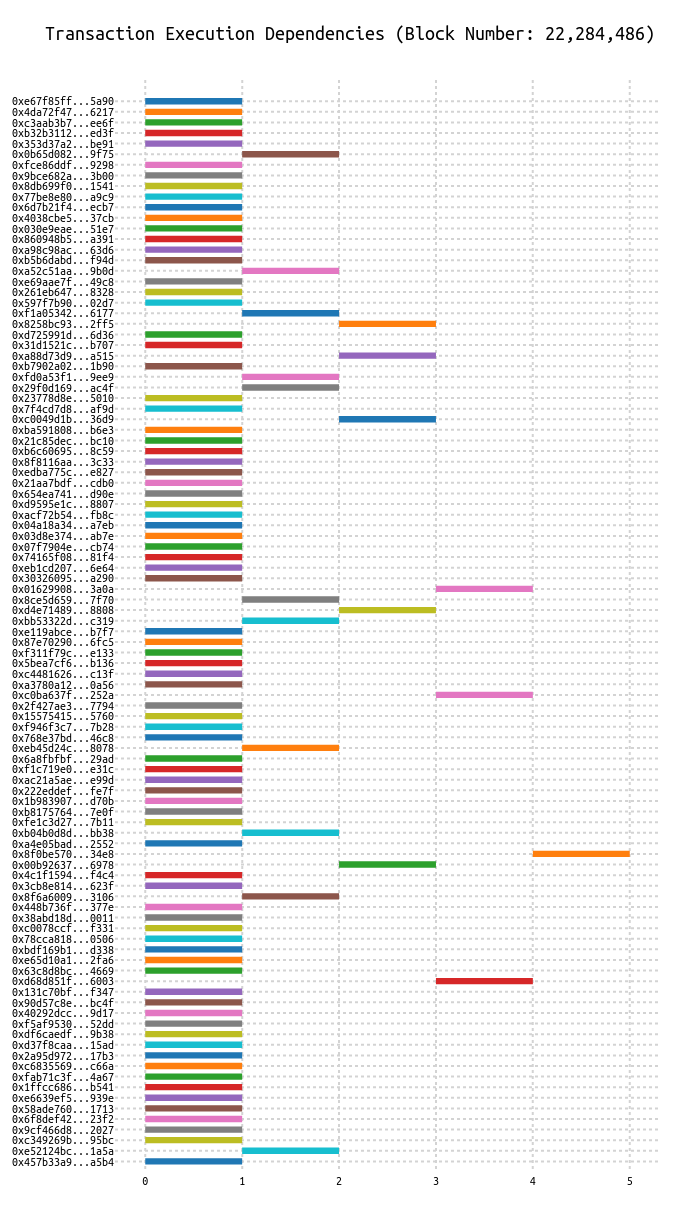 Transaction Execution Dependencies (Block Number: 22,284,486)
0xe67f85ff...5a90
0x4da72f47...6217
0xc3aab3b7...ee6f
0xb32b3112...ed3f
0x353d37a2...be91
0x0b65d082...9f75
0xfce86ddf...9298
0x9bce682a...3b00
0x8db699f0...1541
0x77be8e80...a9c9
0x6d7b21f4...ecb7
0x4038cbe5...37cb
0x030e9eae...51e7
0x860948b5...a391
0xa98c98ac...63d6
0xb5b6dabd...f94d
0xa52c51aa...9b0d
0xe69aae7f...49c8
0x261eb647...8328
0x597f7b90...02d7
0xf1a05342...6177
0x8258bc93...2ff5
0xd725991d...6d36
0x31d1521c...b707
0xa88d73d9...a515
0xb7902a02...1b90
0xfd0a53f1...9ee9
0x29f0d169...ac4f
0x23778d8e...5010
0x7f4cd7d8...af9d
0xc0049d1b...36d9
0xba591808...b6e3
0x21c85dec...bc10
0xb6c60695...8c59
0x8f8116aa...3c33
0xedba775c...e827
0x21aa7bdf...cdb0
0x654ea741...d90e
0xd9595e1c...8807
0xacf72b54...fb8c
0x04a18a34...a7eb
0x03d8e374...ab7e
0x07f7904e...cb74
0x74165f08...81f4
0xeb1cd207...6e64
0x30326095...a290
0x01629908...3a0a
0x8ce5d659...7f70
0xd4e71489...8808
0xbb53322d...c319
0xe119abce...b7f7
0x87e70290...6fc5
0xf311f79c...e133
0x5bea7cf6...b136
0xc4481626...c13f
0xa3780a12...0a56
0xc0ba637f...252a
0x2f427ae3...7794
0x15575415...5760
0xf946f3c7...7b28
0x768e37bd...46c8
0xeb45d24c...8078
0x6a8fbfbf...29ad
0xf1c719e0...e31c
0xac21a5ae...e99d
0x222eddef...fe7f
0x1b983907...d70b
0xb8175764...7e0f
0xfe1c3d27...7b11
0xb04b0d8d...bb38
0xa4e05bad...2552
0x8f0be570...34e8
0x00b92637...6978
0x4c1f1594...f4c4
0x3cb8e814...623f
0x8f6a6009...3106
0x448b736f...377e
0x38abd18d...0011
0xc0078ccf...f331
0x78cca818...0506
0xbdf169b1...d338
0xe65d10a1...2fa6
0x63c8d8bc...4669
0xd68d851f...6003
0x131c70bf...f347
0x90d57c8e...bc4f
0x40292dcc...9d17
0xf5af9530...52dd
0xdf6caedf...9b38
0xd37f8caa...15ad
0x2a95d972...17b3
0xc6835569...c66a
0xfab71c3f...4a67
0x1ffcc686...b541
0xe6639ef5...939e
0x58ade760...1713
0x6f8def42...23f2
0x9cf466d8...2027
0xc349269b...95bc
0xe52124bc...1a5a
0x457b33a9...a5b4
0 1 2 3 4 5